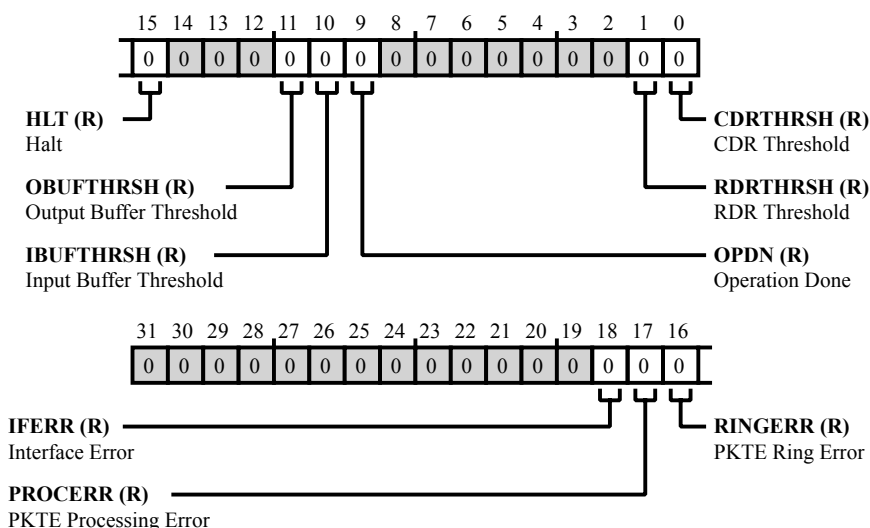 15 14 13 12 11 10 9 8 7 6 5 4 3 2 1 0
0 0 0 0 0 0 0 0 0 0 0 0 0 0 0 0
HLT (R)
Halt
CDRTHRSH (R)
CDR Threshold
OBUFTHRSH (R)
Output Buffer Threshold
RDRTHRSH (R)
RDR Threshold
IBUFTHRSH (R)
Input Buffer Threshold
OPDN (R)
Operation Done
31 30 29 28 27 26 25 24 23 22 21 20 19 18 17 16
0 0 0 0 0 0 0 0 0 0 0 0 0 0 0 0
IFERR (R)
Interface Error
RINGERR (R)
PKTE Ring Error
PROCERR (R)
PKTE Processing Error